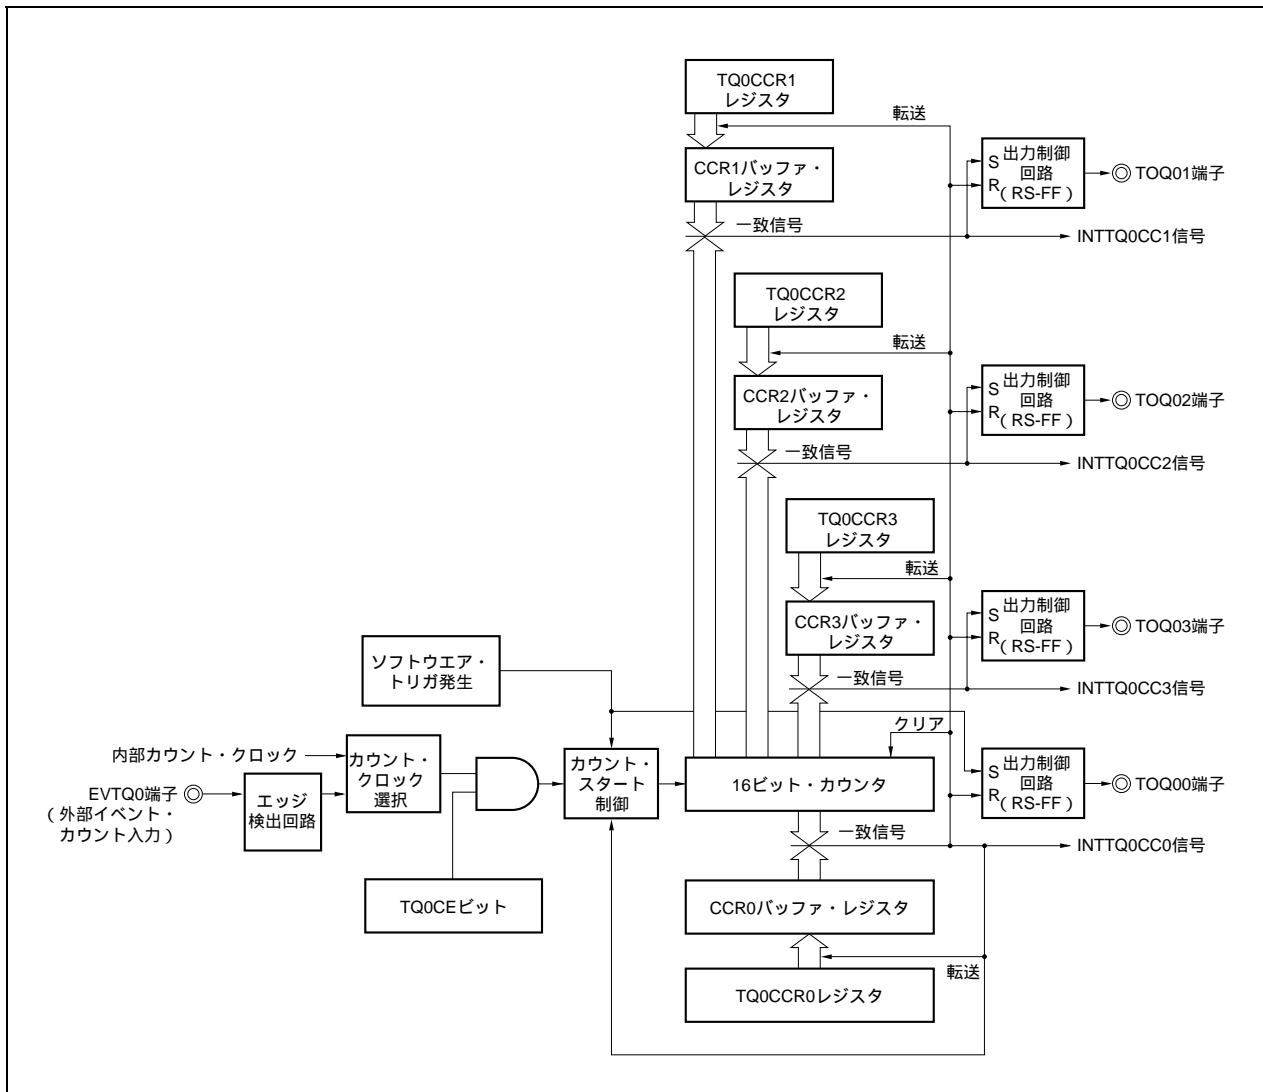 TQ0CCR1
レジスタ
転送
CCR1バッファ・
レジスタ
S 出力制御
回路
R(RS-FF)
TOQ01端子
一致信号
INTTQ0CC1信号
TQ0CCR2
レジスタ
転送
CCR2バッファ・
レジスタ
S 出力制御
回路
R(RS-FF)
TOQ02端子
一致信号
INTTQ0CC2信号
TQ0CCR3
レジスタ
転送
CCR3バッファ・
レジスタ
S 出力制御
回路
R(RS-FF)
TOQ03端子
一致信号
INTTQ0CC3信号
ソフトウエア・
トリガ発生
クリア
内部カウント・クロック
カウント・
クロック
選択
カウント・
スタート
制御
16ビット・カウンタ
S 出力制御
回路
R(RS-FF)
TOQ00端子
EVTQ0端子
(外部イベント・
カウント入力)
エッジ
検出回路
一致信号
INTTQ0CC0信号
TQ0CEビット
CCR0バッファ・レジスタ
転送
TQ0CCR0レジスタ